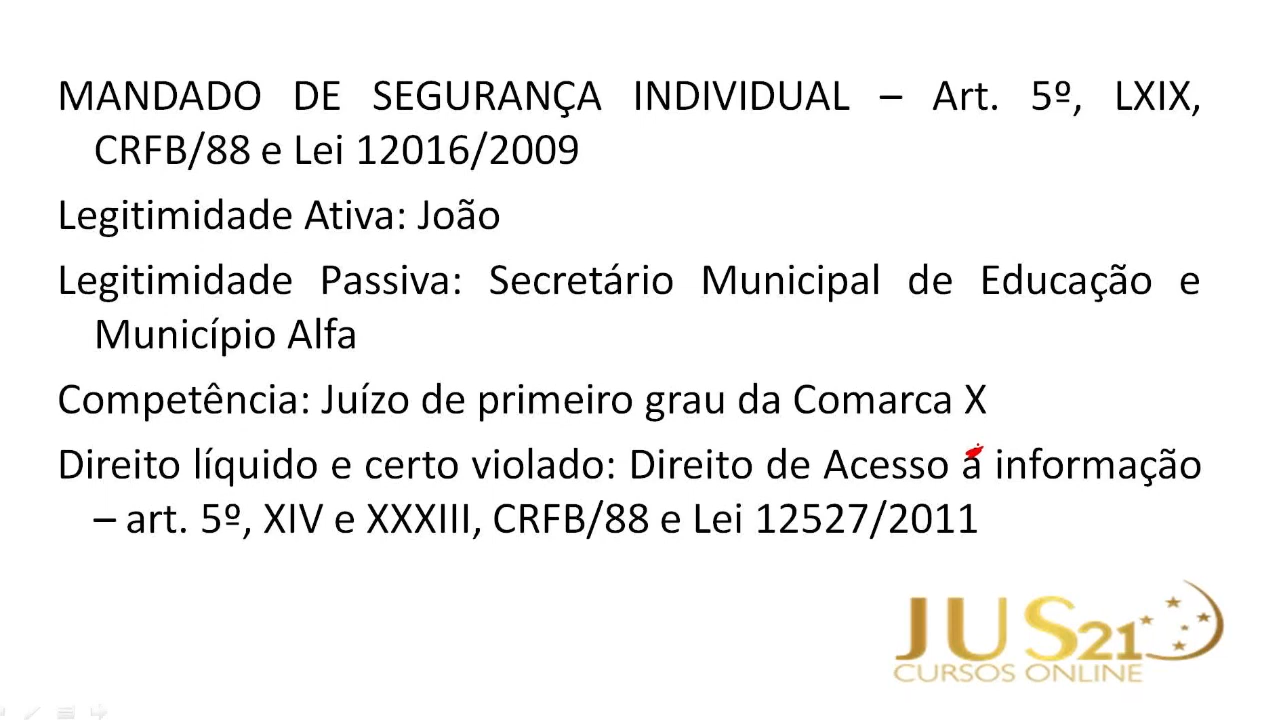 MANDADO DE SEGURANÇA INDIVIDUAL – Art. 5º, LXIX,
CRFB/88 e Lei 12016/2009
Legitimidade Ativa: João
Legitimidade Passiva: Secretário Municipal de Educação e
Município Alfa
Competência: Juízo de primeiro grau da Comarca X
Direito líquido e certo violado: Direito de Acesso à informação
– art. 5º, XIV e XXXIII, CRFB/88 e Lei 12527/2011
JUS21
CURSOS ONLINE